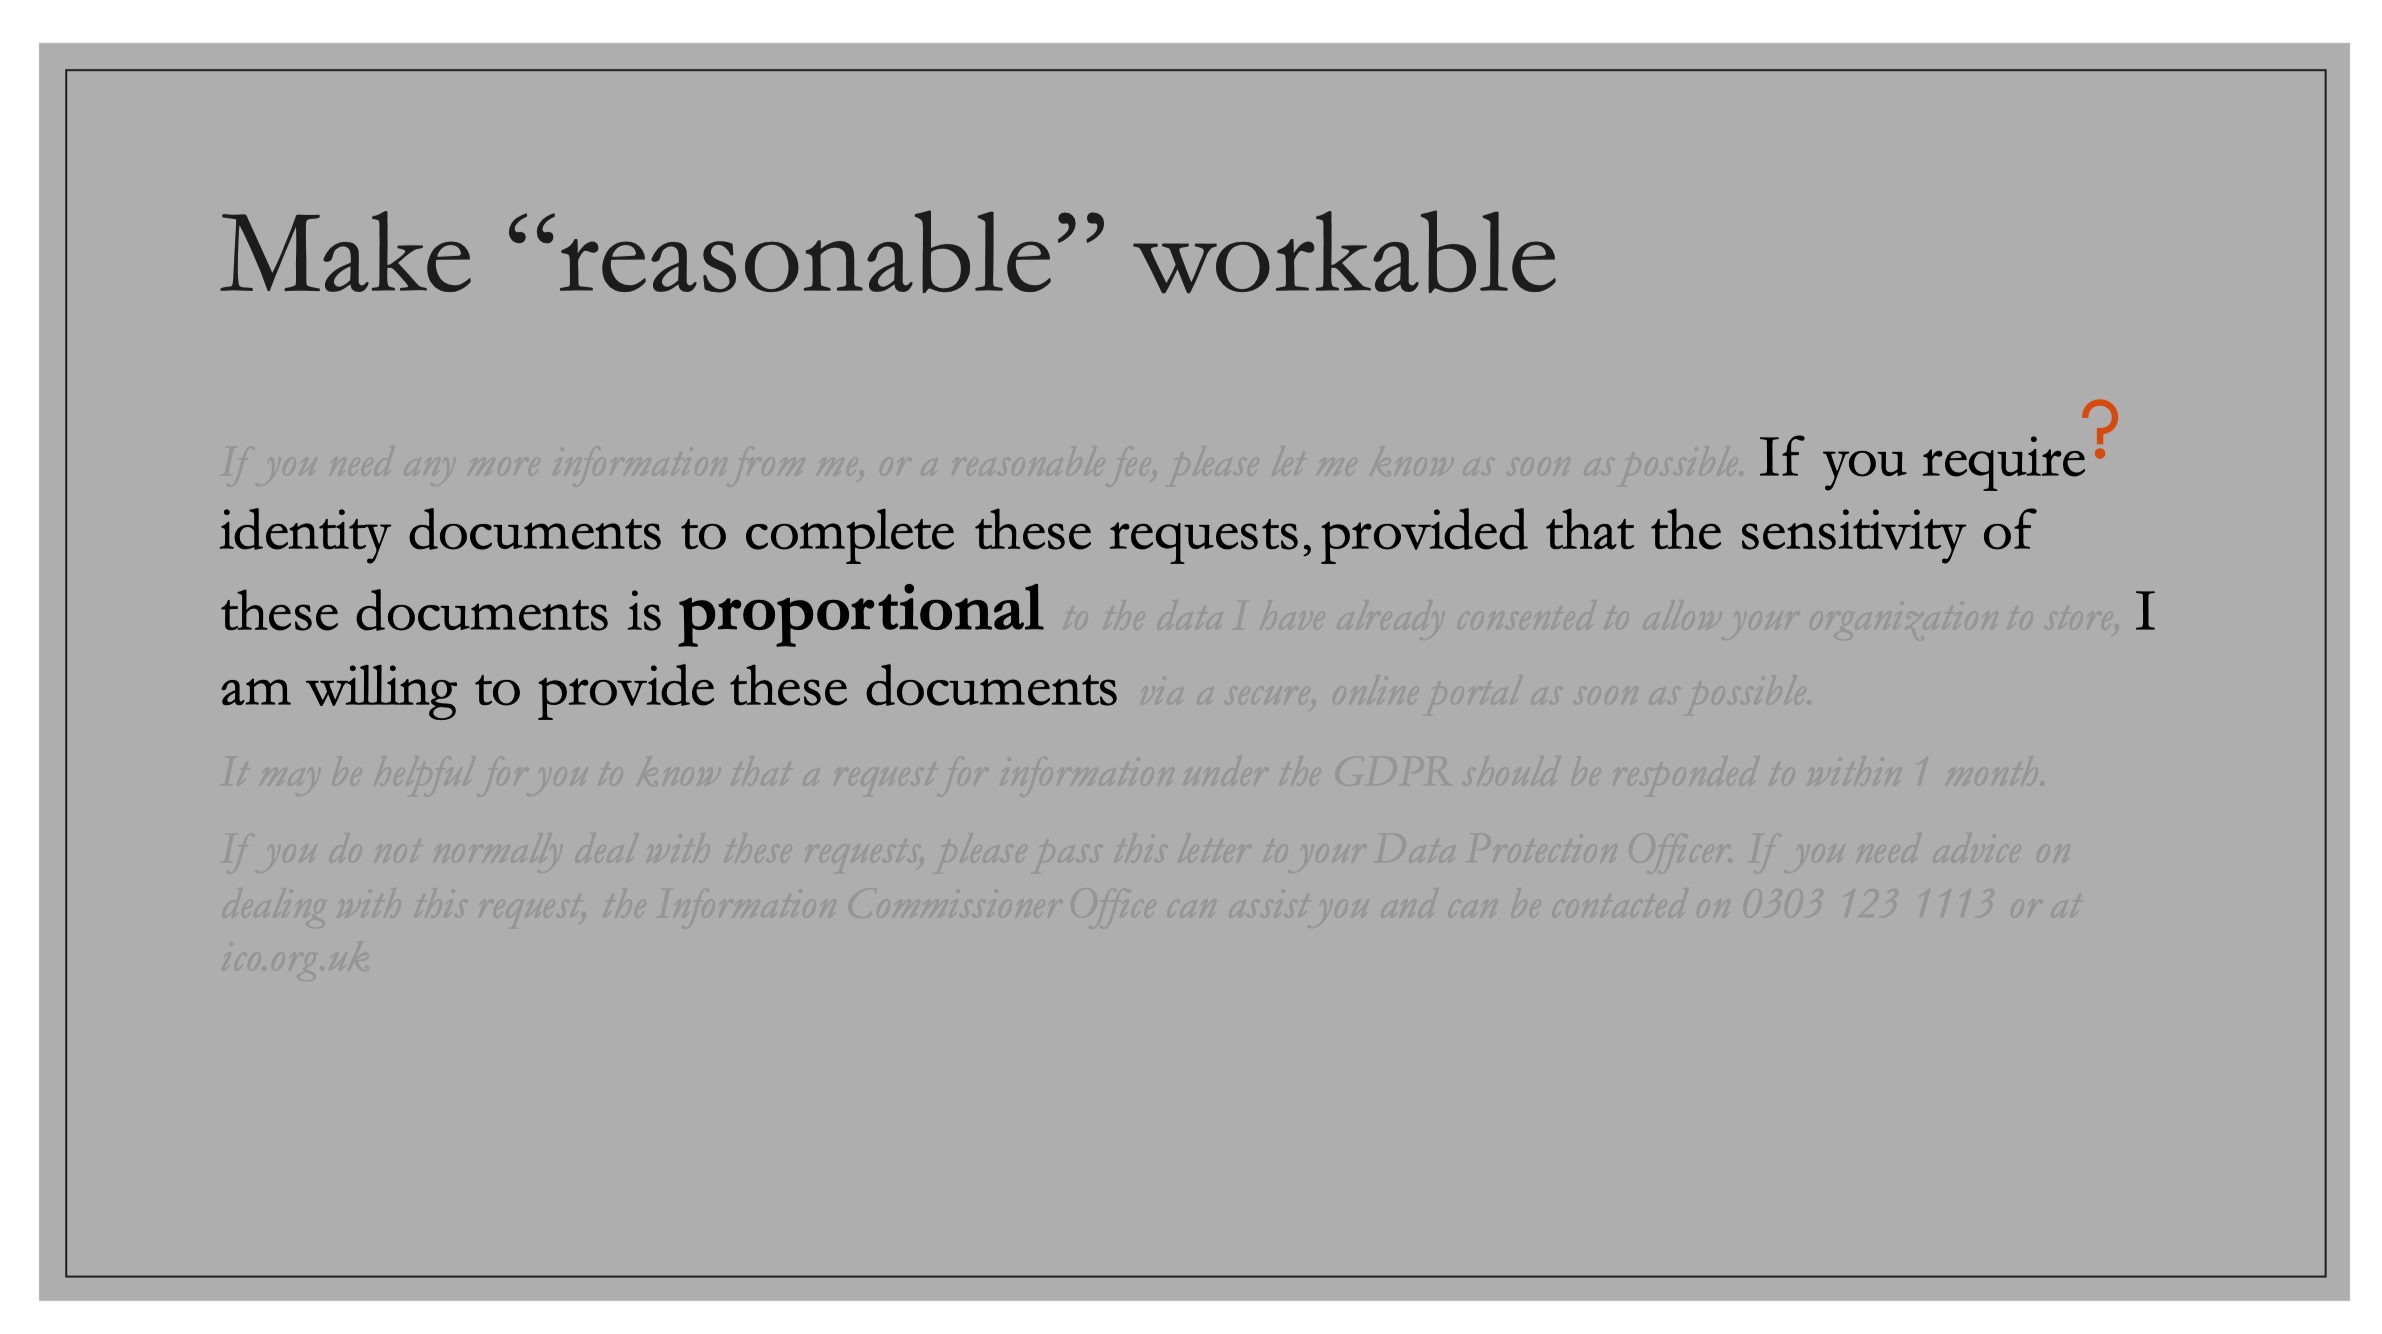 Make “reasonable” workable
If you need any more information from me, or a reasonable fee, please let me know as soon as possible. If you require?
identity documents to complete these requests, provided that the sensitivity of
these documents is proportional to the data I have already consented to allow your organization to store, I
am willing to provide these documents via a secure, online portal as soon as possible.
It may be helpful for you to know that a request for information under the GDPR should be responded to within 1 month.
If you do not normally deal with these requests, please pass this letter to your Data Protection Officer. If you need advice on
dealing with this request, the Information Commissioner Office can assist you and can be contacted on 0303 123 1113 or at
ico.org.uk